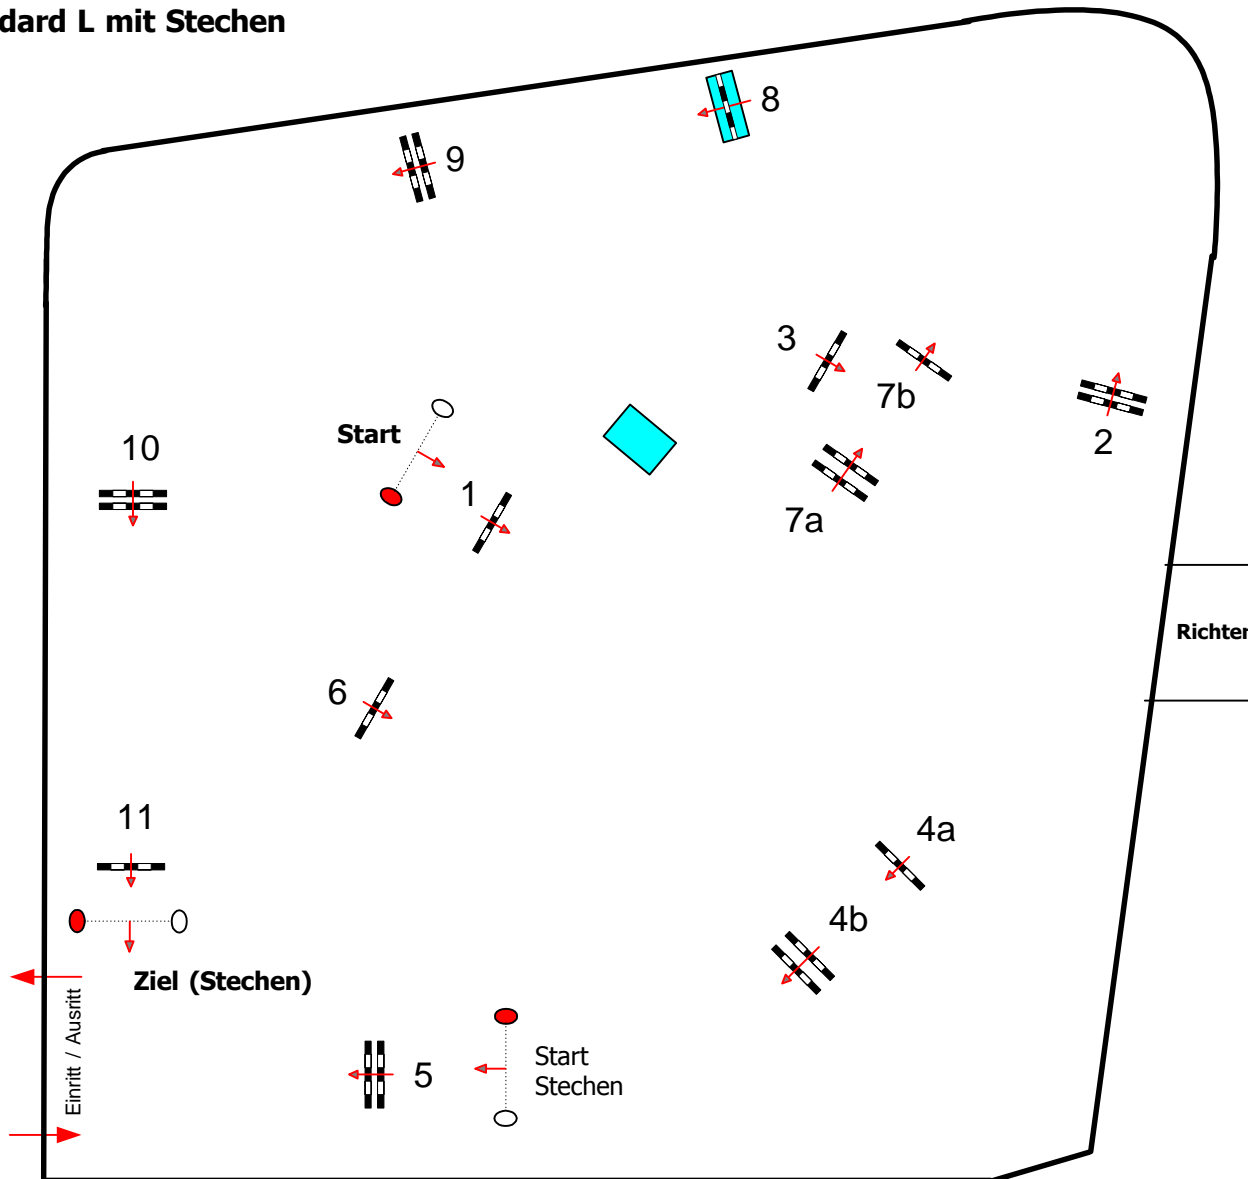 dard L mit Stechen
8
9
3
7b
2
Start
10
1
7a
Richter
6
11
4a
4b
Ziel (Stechen)
Einritt / Ausritt
5
Start
Stechen